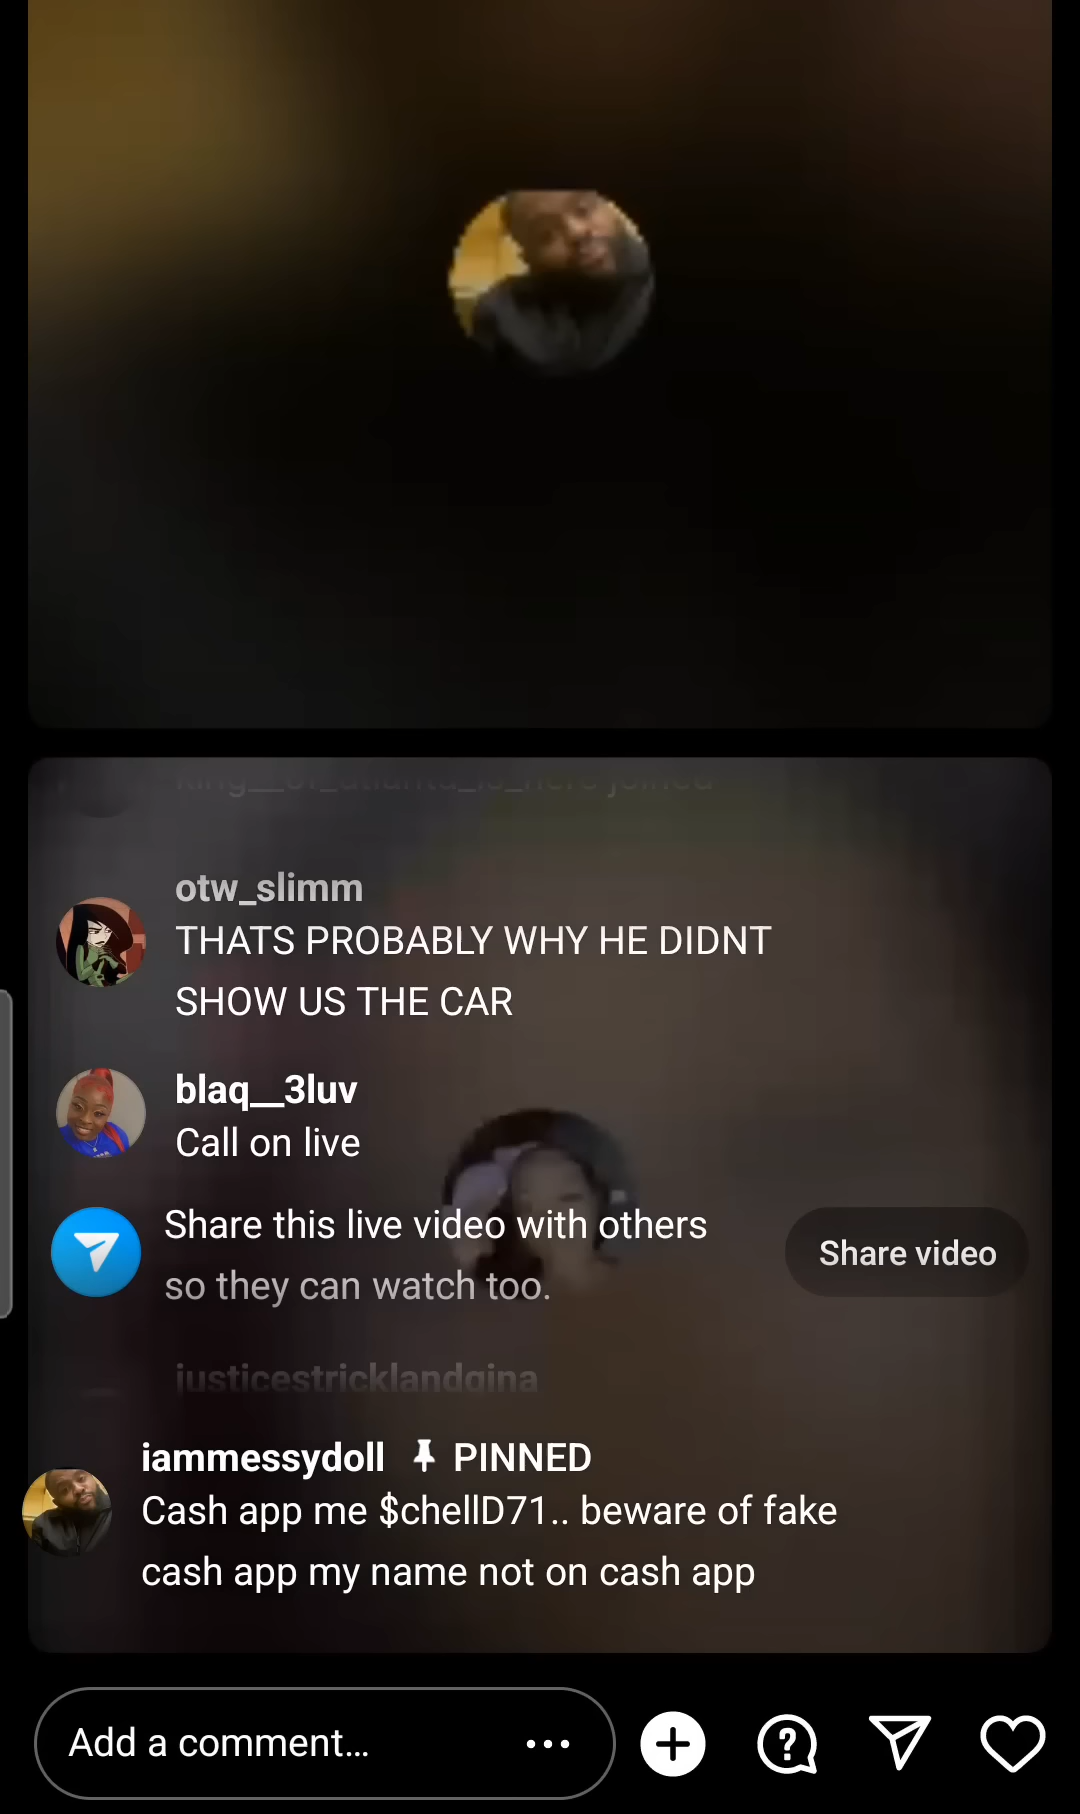 king__of_atlanta_is_here joined
otw_slimm
THATS PROBABLY WHY HE DIDNT
SHOW US THE CAR
blaq__3luv
Call on live
Share this live video with others
so they can watch too.
Share video
justicestricklandgina
iammessydoll PINNED
Cash app me $chellD71.. beware of fake
cash app my name not on cash app
Add a comment...